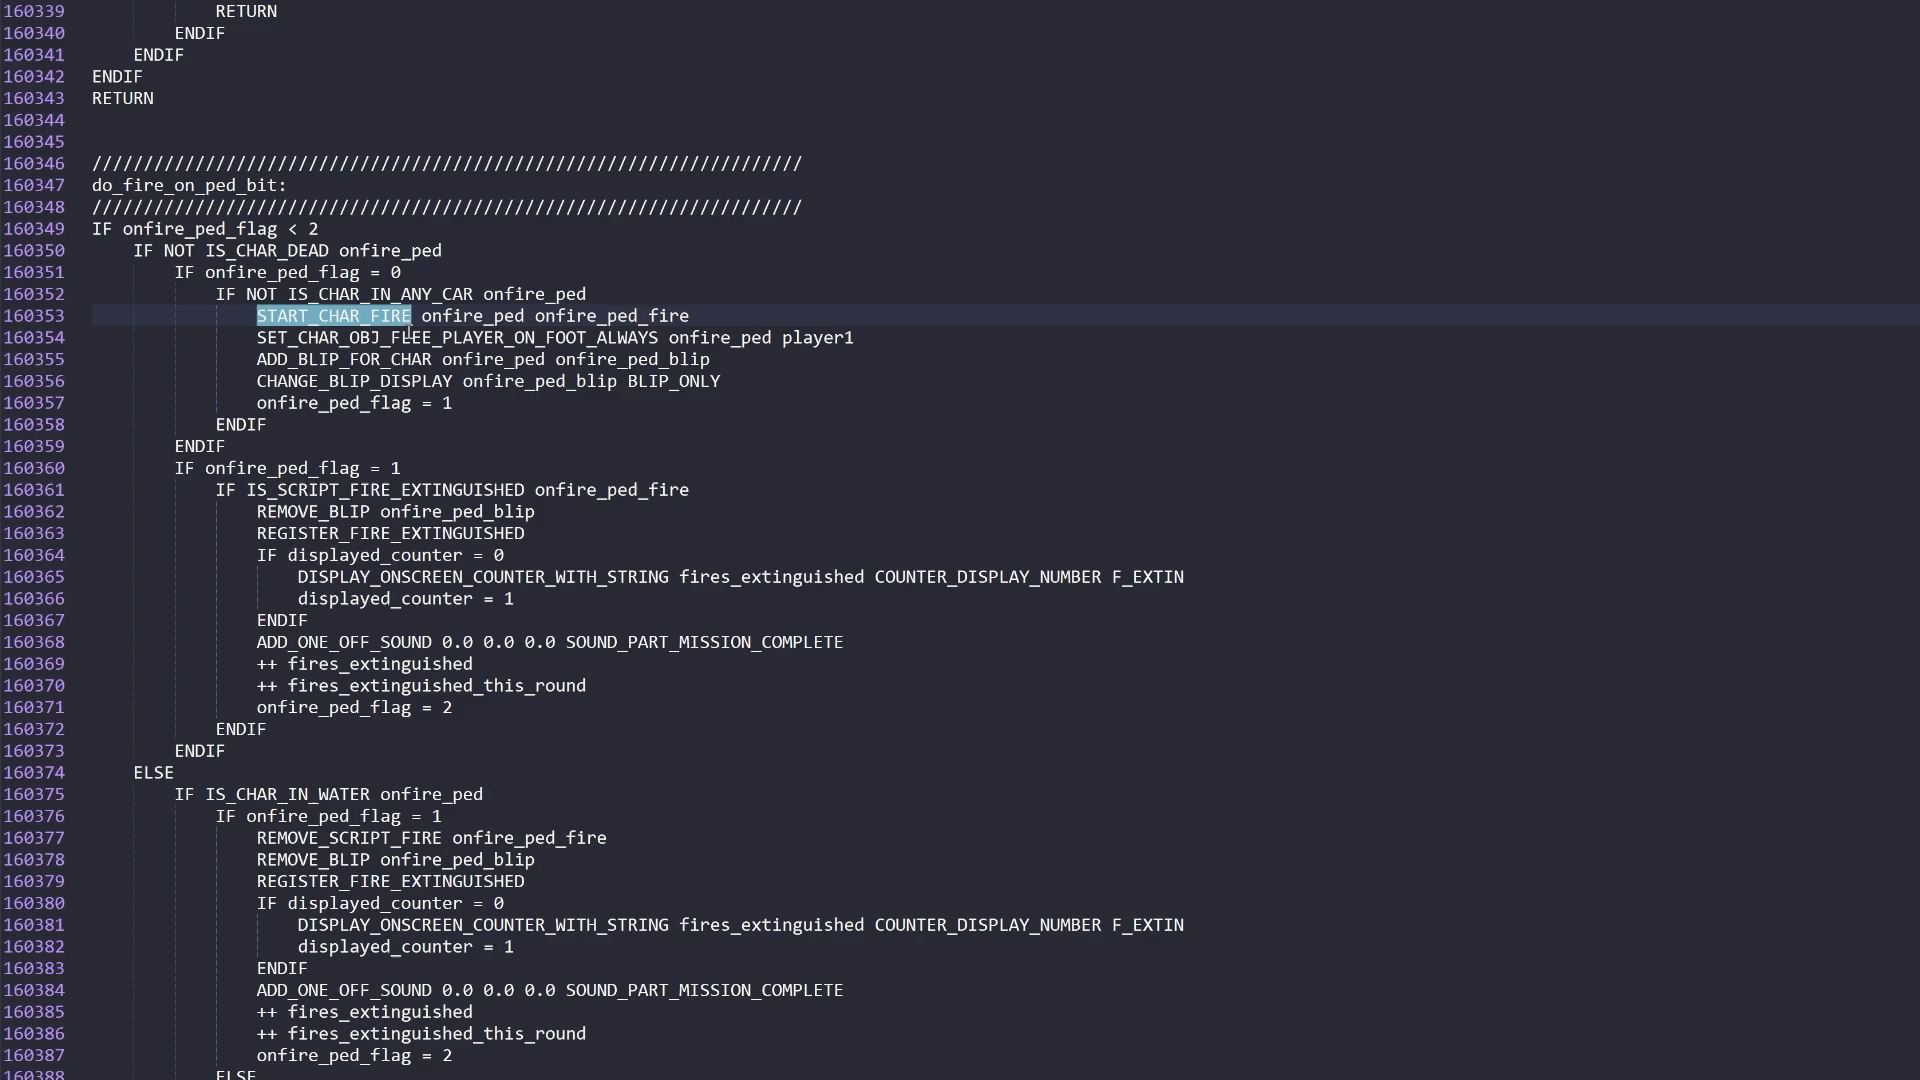 160339 RETURN
160340 ENDIF
160341 ENDIF
160342 ENDIF
160343 RETURN
160344
160345
160346 /////////////////////////////////////////////////////////////////////
160347 do_fire_on_ped_bit:
160348 /////////////////////////////////////////////////////////////////////
160349 IF onfire_ped_flag < 2
160350 IF NOT IS_CHAR_DEAD onfire_ped
160351 IF onfire_ped_flag = 0
160352 IF NOT IS_CHAR_IN_ANY_CAR onfire_ped
160353 START_CHAR_FIRE onfire_ped onfire_ped_fire
160354 SET_CHAR_OBJ_FLEE_PLAYER_ON_FOOT_ALWAYS onfire_ped player1
160355 ADD_BLIP_FOR_CHAR onfire_ped onfire_ped_blip
160356 CHANGE_BLIP_DISPLAY onfire_ped_blip BLIP_ONLY
160357 onfire_ped_flag = 1
160358 ENDIF
160359 ENDIF
160360 IF onfire_ped_flag = 1
160361 IF IS_SCRIPT_FIRE_EXTINGUISHED onfire_ped_fire
160362 REMOVE_BLIP onfire_ped_blip
160363 REGISTER_FIRE_EXTINGUISHED
160364 IF displayed_counter = 0
160365 DISPLAY_ONSCREEN_COUNTER_WITH_STRING fires_extinguished COUNTER_DISPLAY_NUMBER F_EXTIN
160366 displayed_counter = 1
160367 ENDIF
160368 ADD_ONE_OFF_SOUND 0.0 0.0 0.0 SOUND_PART_MISSION_COMPLETE
160369 ++ fires_extinguished
160370 ++ fires_extinguished_this_round
160371 onfire_ped_flag = 2
160372 ENDIF
160373 ENDIF
160374 ELSE
160375 IF IS_CHAR_IN_WATER onfire_ped
160376 IF onfire_ped_flag = 1
160377 REMOVE_SCRIPT_FIRE onfire_ped_fire
160378 REMOVE_BLIP onfire_ped_blip
160379 REGISTER_FIRE_EXTINGUISHED
160380 IF displayed_counter = 0
160381 DISPLAY_ONSCREEN_COUNTER_WITH_STRING fires_extinguished COUNTER_DISPLAY_NUMBER F_EXTIN
160382 displayed_counter = 1
160383 ENDIF
160384 ADD_ONE_OFF_SOUND 0.0 0.0 0.0 SOUND_PART_MISSION_COMPLETE
160385 ++ fires_extinguished
160386 ++ fires_extinguished_this_round
160387 onfire_ped_flag = 2
160388 ELSE